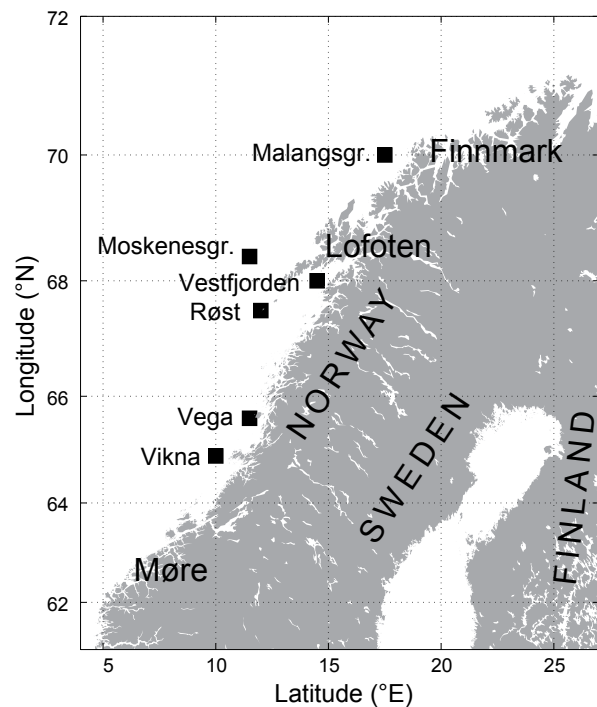 72
70
68
66
64
62
Longitude (°N)
Malangsgr.
Finnmark
Moskenesgr.
Lofoten
Vestfjorden
Røst
NORWAY
Vega
SWEDEN
Vikna
FINLAND
Møre
5 10 15 20 25
Latitude (°E)